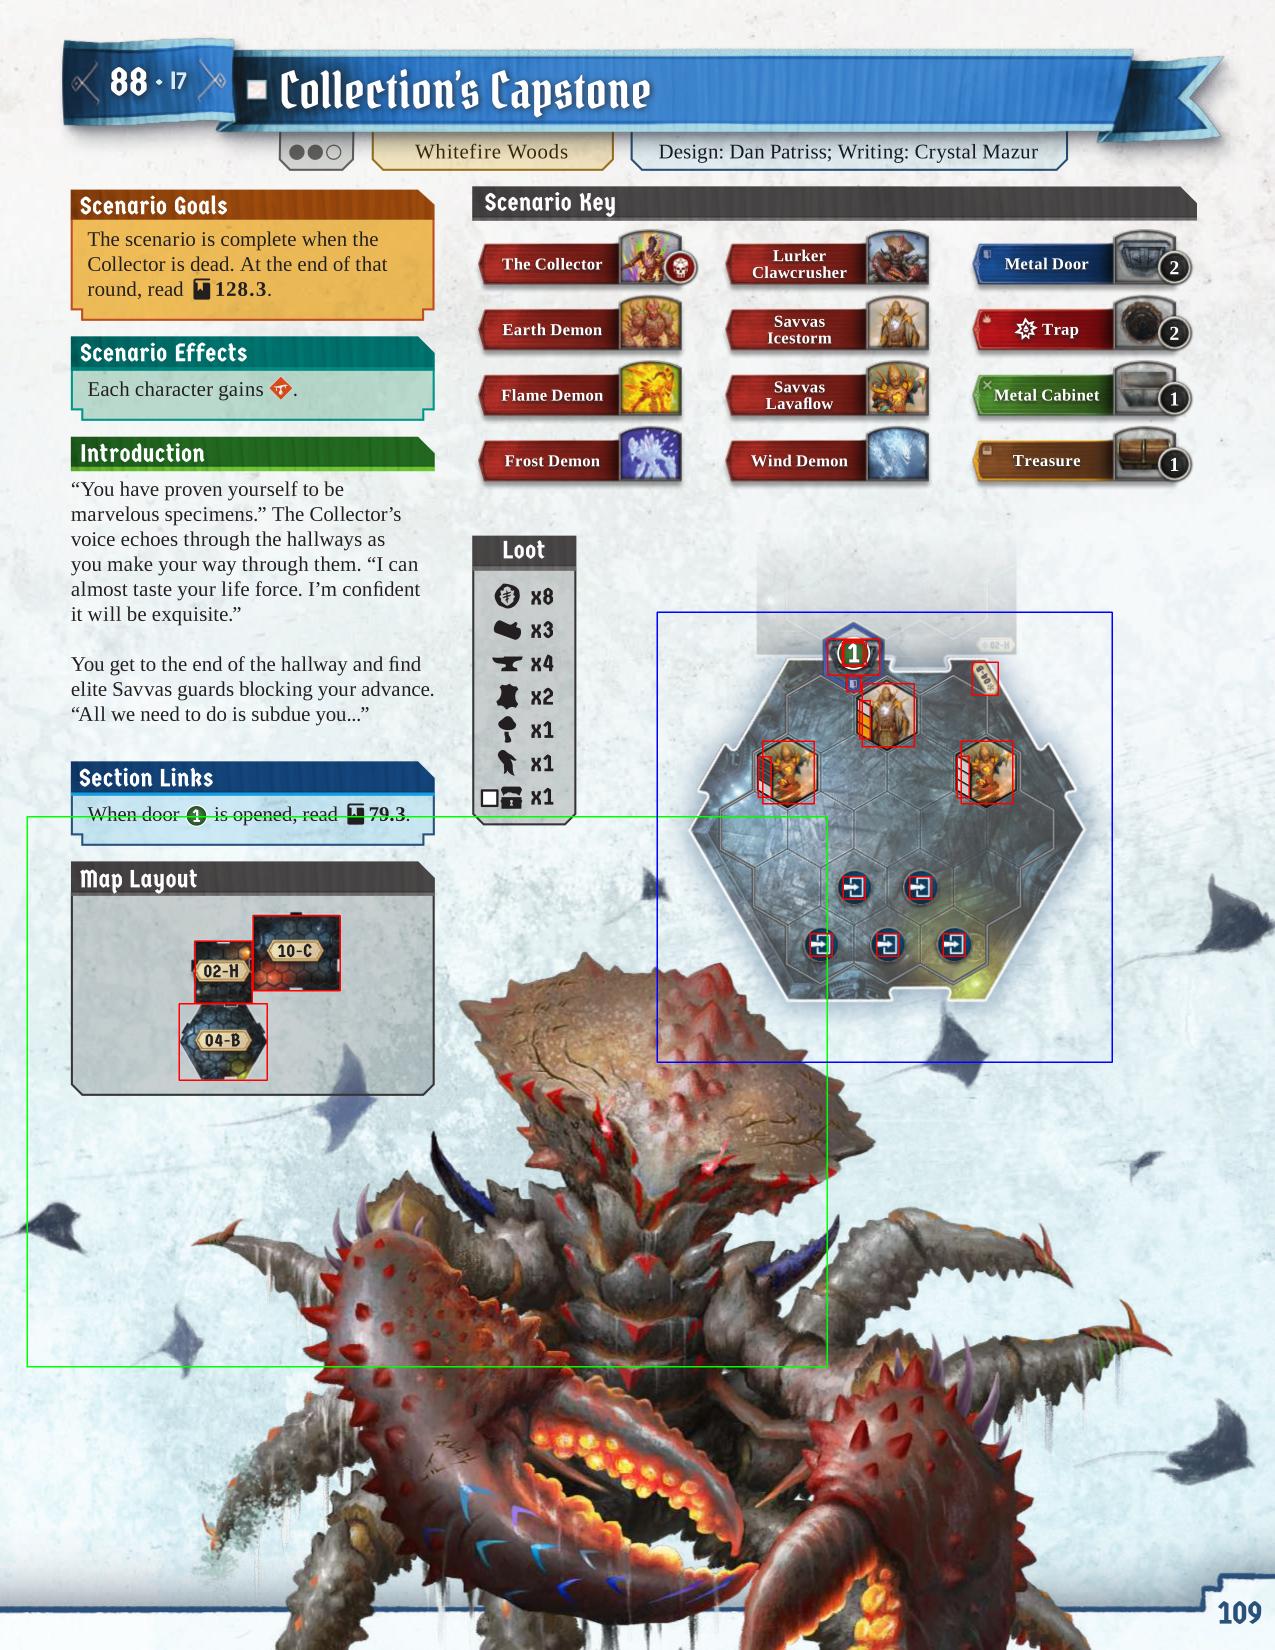 88 · 17
Collection's Capstone
Whitefire Woods
Design: Dan Patriss; Writing: Crystal Mazur
Scenario Goals
The scenario is complete when the
Collector is dead. At the end of that
round, read 128.3.
Scenario Effects
Each character gains .
Introduction
“You have proven yourself to be
marvelous specimens.” The Collector’s
voice echoes through the hallways as
you make your way through them. “I can
almost taste your life force. I’m confident
it will be exquisite.”
You get to the end of the hallway and find
elite Savvas guards blocking your advance.
“All we need to do is subdue you...”
Section Links
When door 1 is opened, read 79.3.
Map Layout
10-C
02-H
04-B
Scenario Key
The Collector
Lurker
Clawcrusher
Metal Door
2
Earth Demon
Savvas
Icestorm
Trap
2
Flame Demon
Savvas
Lavaflow
Metal Cabinet
1
Frost Demon
Wind Demon
Treasure
1
Loot
x8
x3
x4
x2
x1
x1
x1
02-H
1
04-B
109